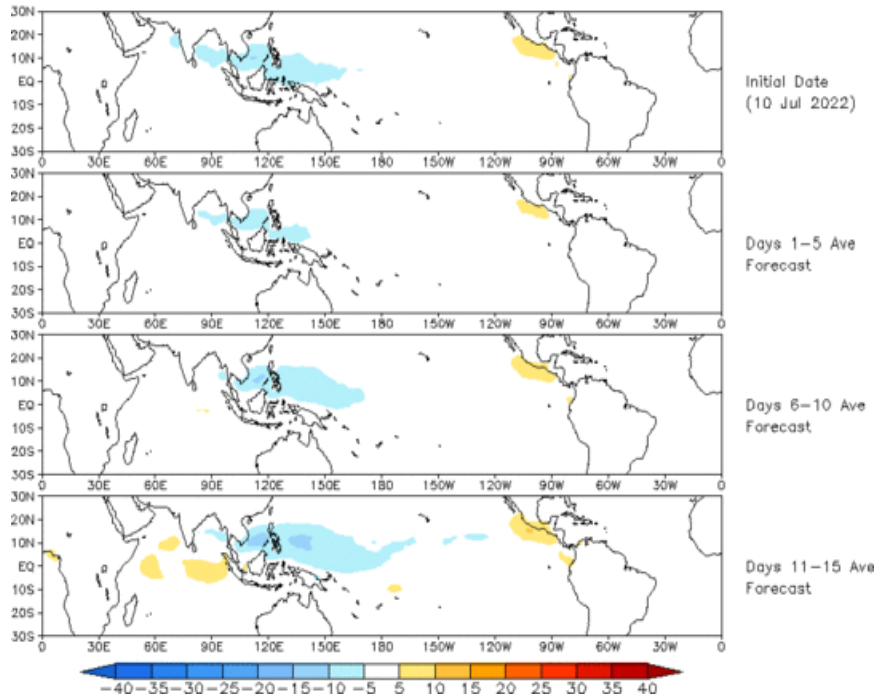 30N
20N
10N
EQ
10S
20S
30S
0 30E 60E 90E 120E 150E 180 150W 120W 90W 60W 30W 0
Initial Date
(10 Jul 2022)
30N
20N
10N
EQ
10S
20S
30S
0 30E 60E 90E 120E 150E 180 150W 120W 90W 60W 30W 0
Days 1-5 Ave
Forecast
30N
20N
10N
EQ
10S
20S
30S
0 30E 60E 90E 120E 150E 180 150W 120W 90W 60W 30W 0
Days 6-10 Ave
Forecast
30N
20N
10N
EQ
10S
20S
30S
0 30E 60E 90E 120E 150E 180 150W 120W 90W 60W 30W 0
Days 11-15 Ave
Forecast
-40 -35 -30 -25 -20 -15 -10 -5 5 10 15 20 25 30 35 40